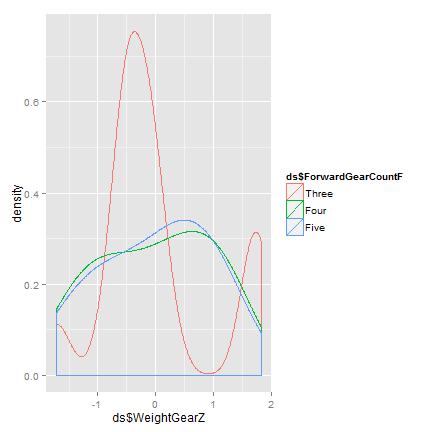 density
0.6
0.4
0.2
0.0
-1
0
1
2
ds$WeightGearZ
ds$ForwardGearCountF
Three
Four
Five